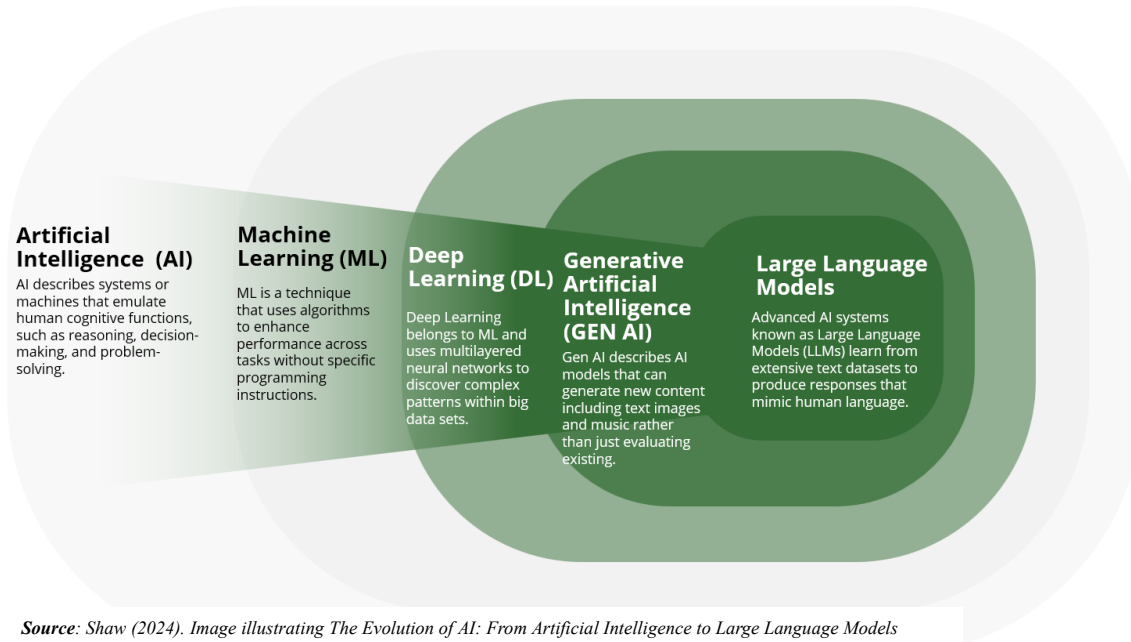 Artificial
Intelligence (AI)
AI describes systems or
machines that emulate
human cognitive functions,
such as reasoning, decision-
making, and problem-
solving.
Machine
Learning (ML)
ML is a technique
that uses algorithms
to enhance
performance across
tasks without specific
programming
instructions.
Deep
Learning (DL)
Deep Learning
belongs to ML and
uses multilayered
neural networks to
discover complex
patterns within big
data sets.
Generative
Artificial
Intelligence
(GEN AI)
Gen AI describes AI
models that can
generate new content
including text images
and music rather
than just evaluating
existing.
Large Language
Models
Advanced AI systems
known as Large Language
Models (LLMs) learn from
extensive text datasets to
produce responses that
mimic human language.
Source: Shaw (2024). Image illustrating The Evolution of AI: From Artificial Intelligence to Large Language Models